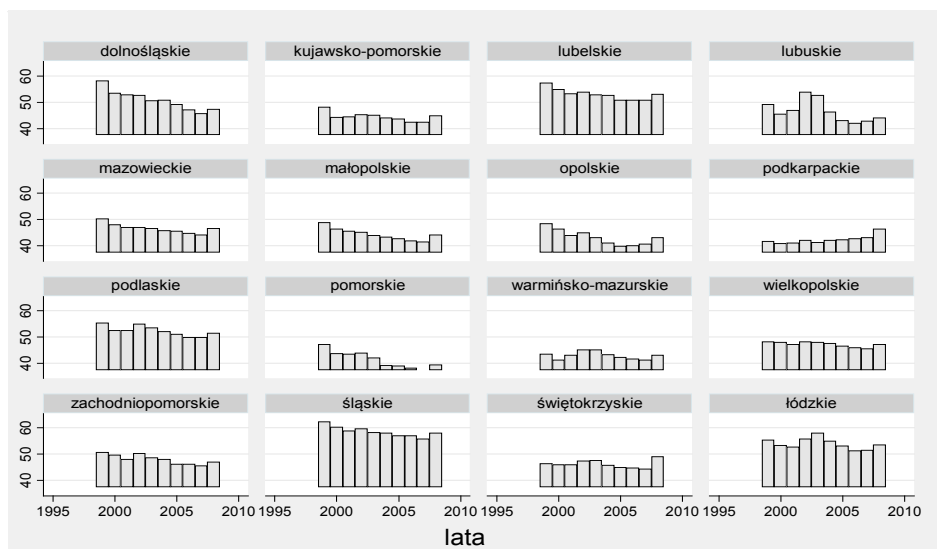 dolnośląskie kujawsko-pomorskie lubelskie lubuskie
60
50
40
mazowieckie małopolskie opolskie podkarpackie
60
50
40
podlaskie pomorskie warmińsko-mazurskie wielkopolskie
60
50
40
zachodniopomorskie śląskie świętokrzyskie łódzkie
60
50
40
1995 2000 2005 2010 1995 2000 2005 2010 1995 2000 2005 2010 1995 2000 2005 2010
lata